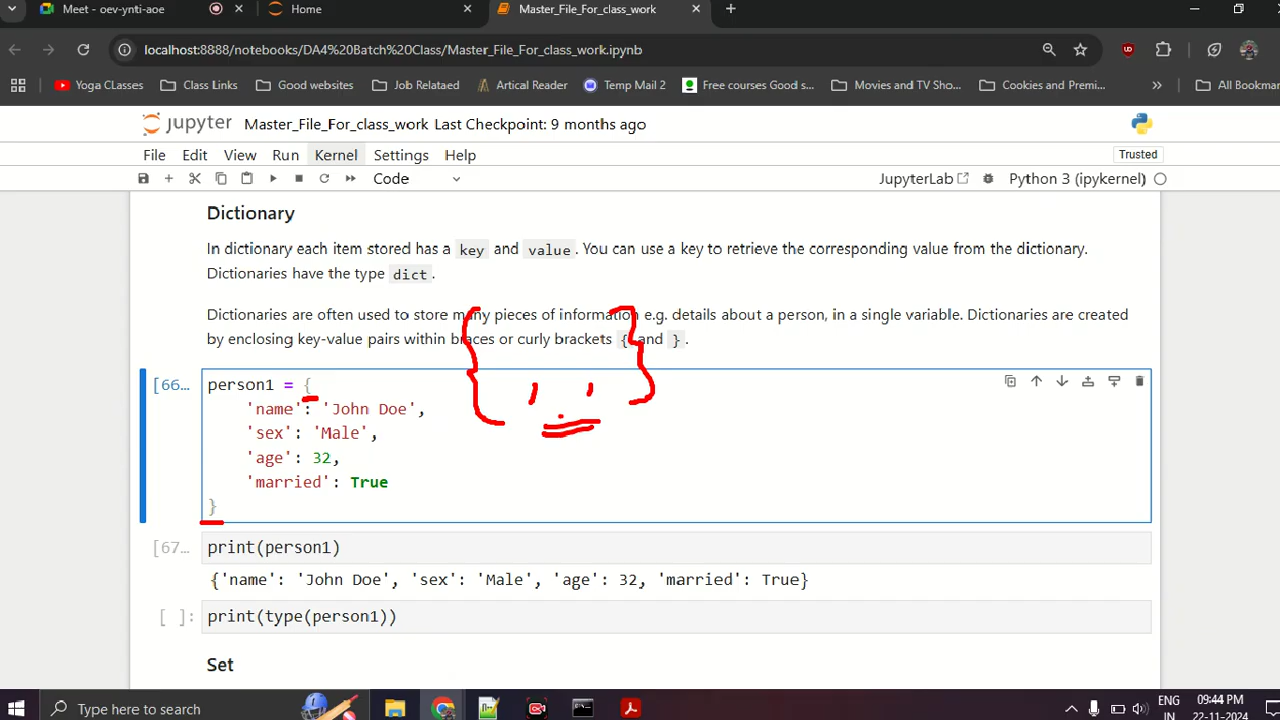 Meet - oev-ynti-aoe
Home
Master_File_For_class_work
localhost:8888/notebooks/DA4%20Batch%20Class/Master_File_For_class_work.ipynb
Yoga CLasses
Class Links
Good websites
Job Relataed
Artical Reader
Temp Mail 2
Free courses Good s...
Movies and TV Sho...
Cookies and Premi...
All Bookmar
jupyter Master_File_For_class_work Last Checkpoint: 9 months ago
Trusted
File Edit View Run Kernel Settings Help
Code
JupyterLab
Python 3 (ipykernel)
Dictionary
In dictionary each item stored has a key and value. You can use a key to retrieve the corresponding value from the dictionary.
Dictionaries have the type dict.
Dictionaries are often used to store many pieces of information e.g. details about a person, in a single variable. Dictionaries are created
by enclosing key-value pairs within braces or curly brackets { and }.
[66... person1 = {
'name': 'John Doe',
'sex': 'Male',
'age': 32,
'married': True
}
[67... print(person1)
{'name': 'John Doe', 'sex': 'Male', 'age': 32, 'married': True}
[ ]: print(type(person1))
Set
Type here to search
ENG
IN
09:44 PM
22-11-2024